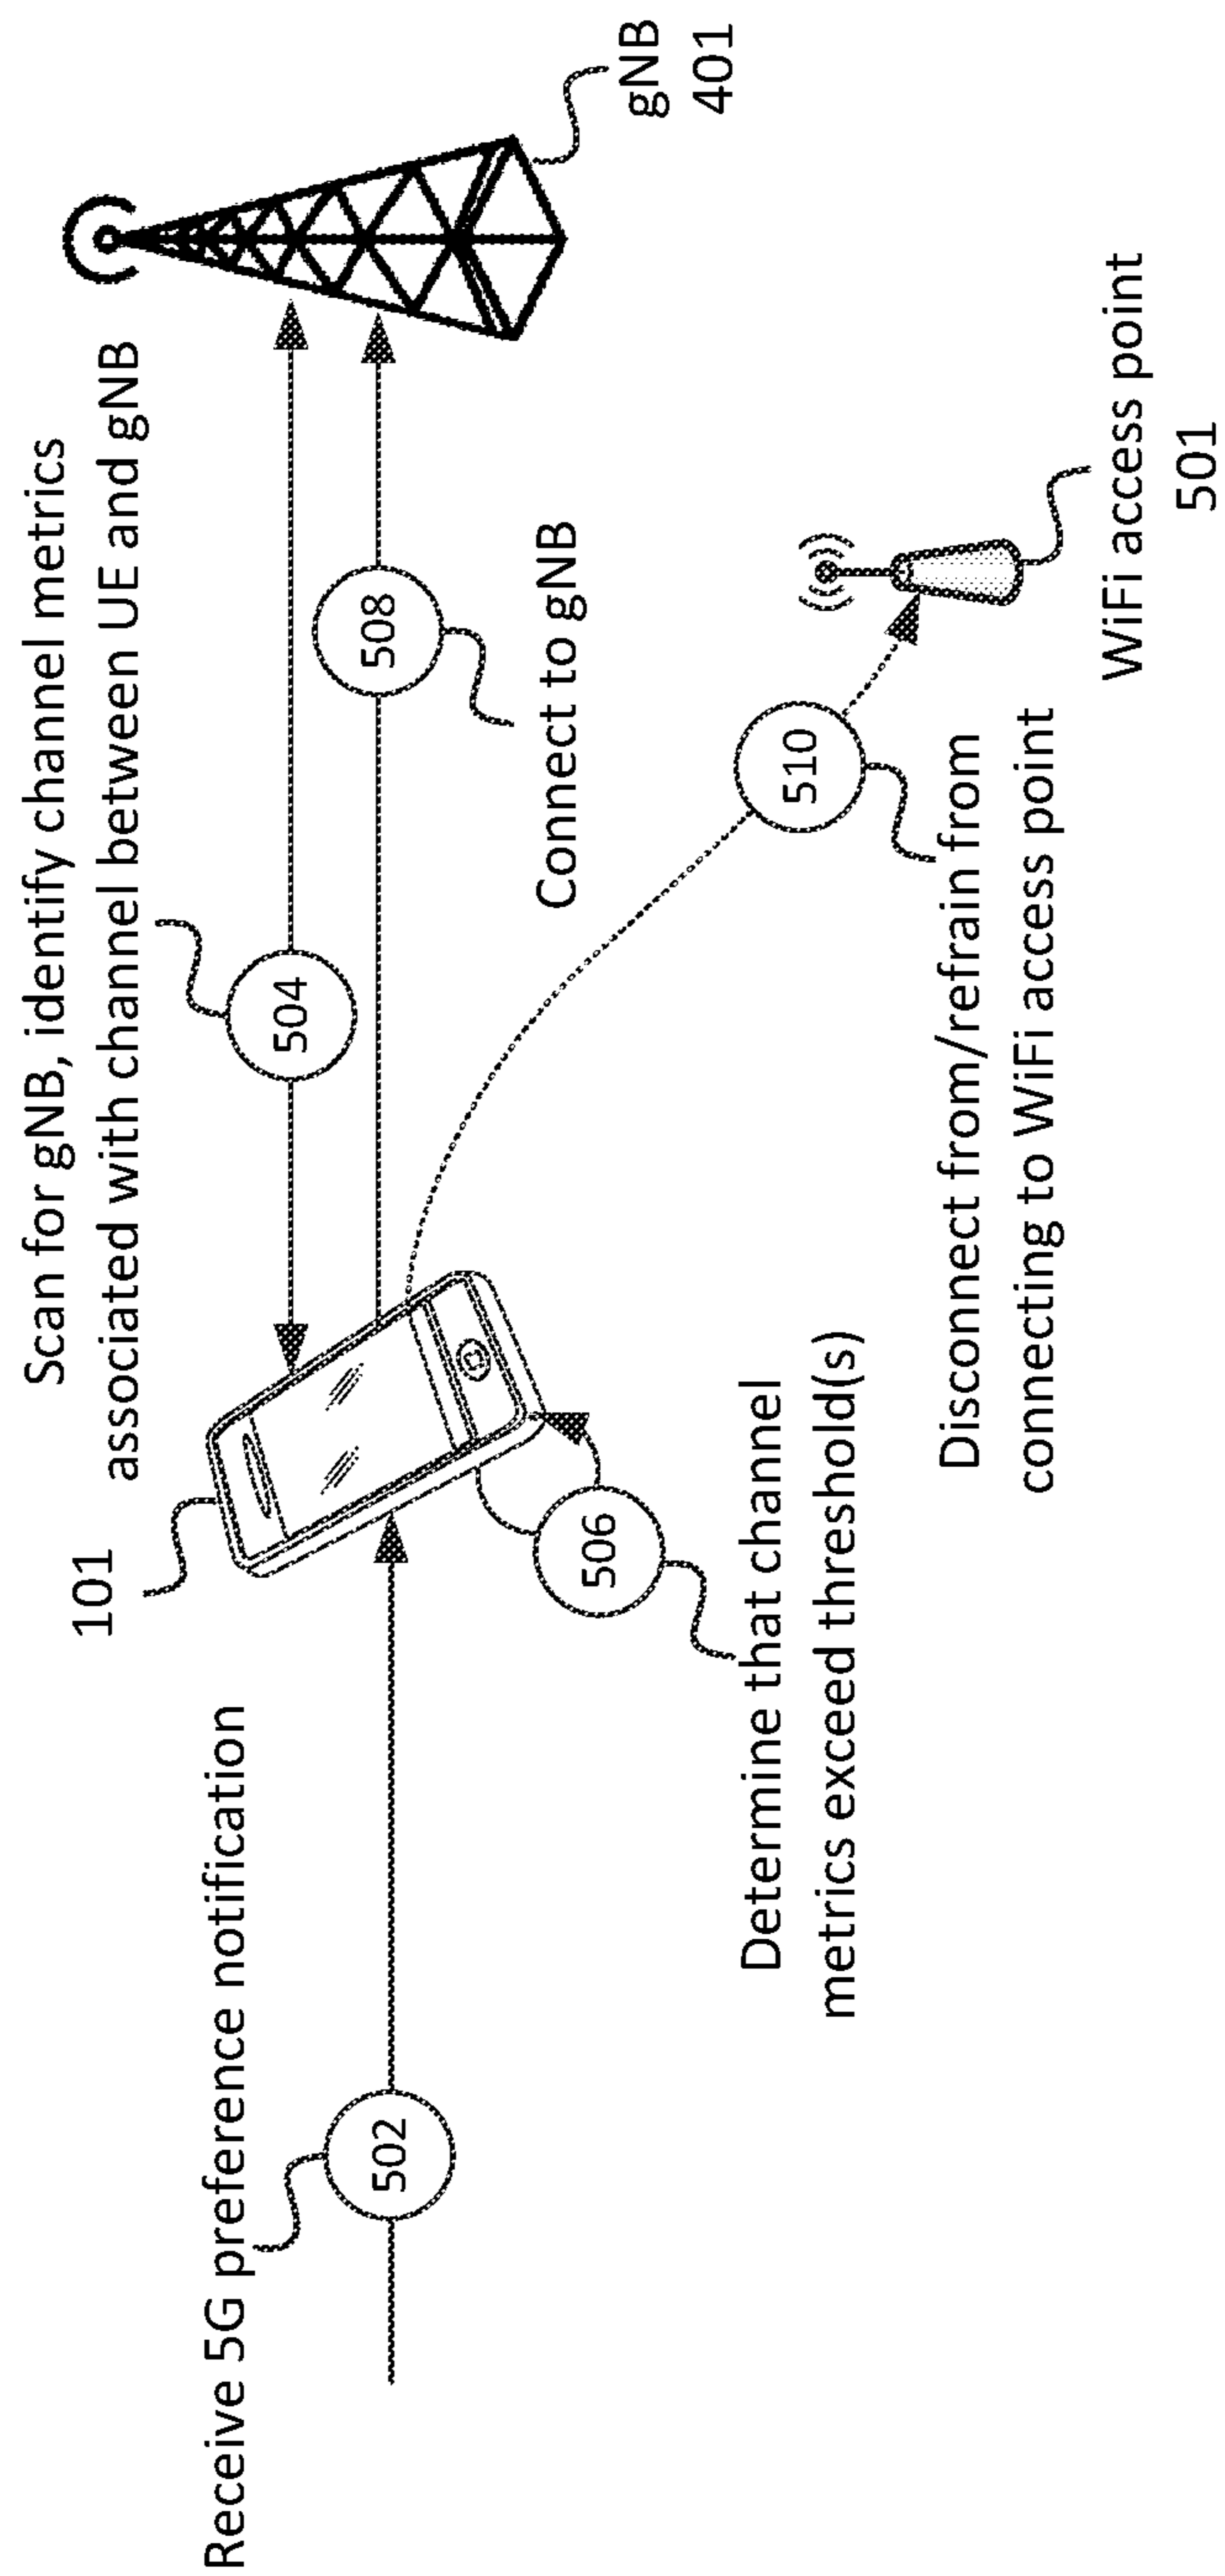 Receive 5G preference notification
502
101
Scan for gNB, identify channel metrics
associated with channel between UE and gNB
504
508
Connect to gNB
gNB
401
506
Determine that channel
metrics exceed threshold(s)
510
Disconnect from/refrain from
connecting to WiFi access point
WiFi access point
501